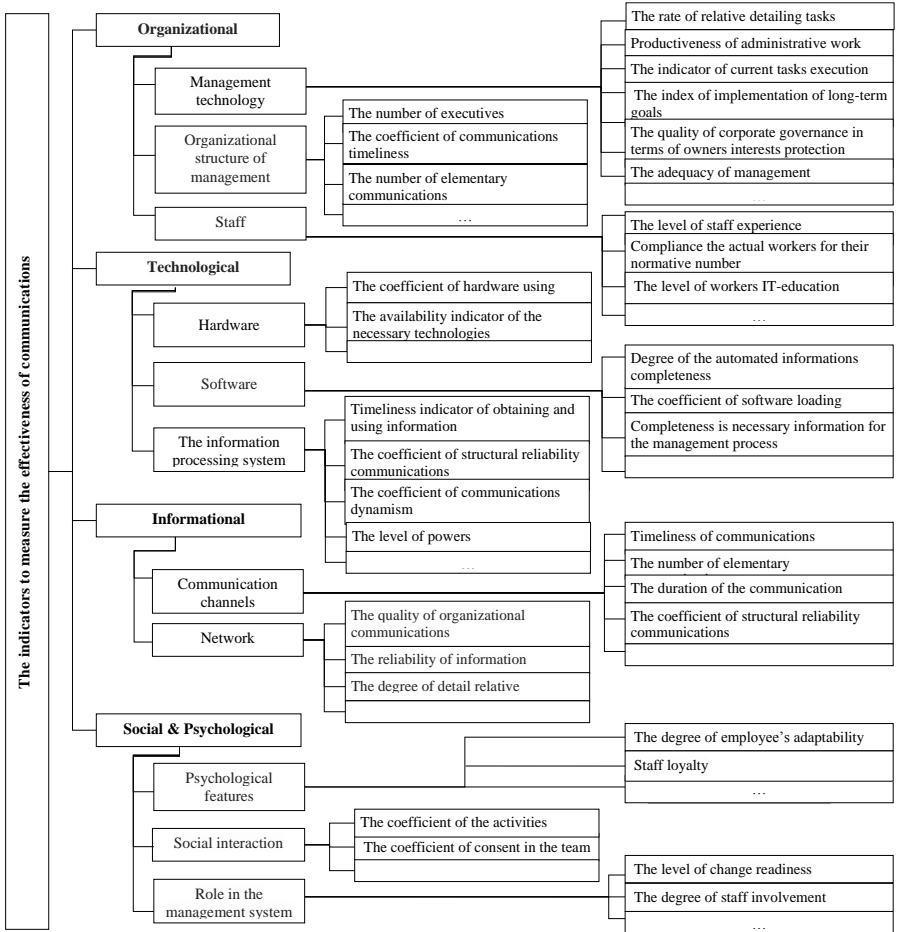 The indicators to measure the effectiveness of communications
Organizational
Management
technology
The rate of relative detailing tasks
Productiveness of administrative work
The indicator of current tasks execution
The index of implementation of long-term
goals
The quality of corporate governance in
terms of owners interests protection
The adequacy of management
…
Organizational
structure of
management
The number of executives
The coefficient of communications
timeliness
The number of elementary
communications
…
Staff
The level of staff experience
Compliance the actual workers for their
normative number
The level of workers IT-education
…
Technological
Hardware
The coefficient of hardware using
The availability indicator of the
necessary technologies
Software
Degree of the automated informations
completeness
The coefficient of software loading
Completeness is necessary information for
the management process
The information
processing system
Timeliness indicator of obtaining and
using information
The coefficient of structural reliability
communications
The coefficient of communications
dynamism
The level of powers
…
Informational
Communication
channels
Timeliness of communications
The number of elementary
The duration of the communication
The coefficient of structural reliability
communications
Network
The quality of organizational
communications
The reliability of information
The degree of detail relative
Social & Psychological
Psychological
features
The degree of employee’s adaptability
Staff loyalty
…
Social interaction
The coefficient of the activities
The coefficient of consent in the team
Role in the
management system
The level of change readiness
The degree of staff involvement
…